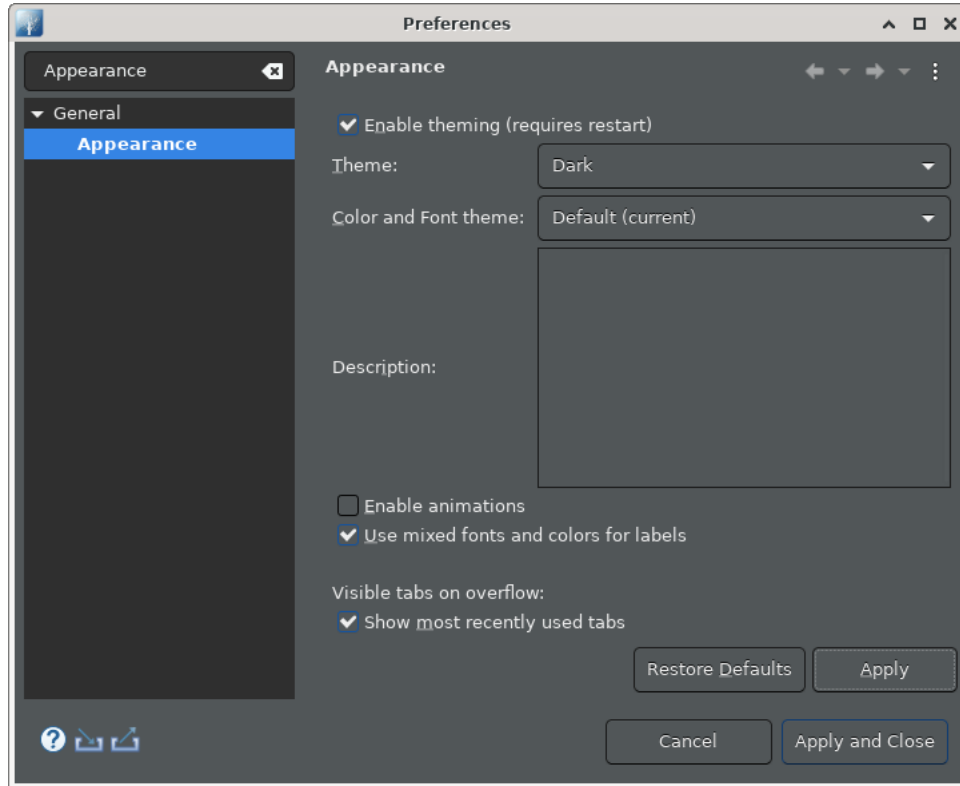 Preferences
Appearance
General
Appearance
Appearance
Enable theming (requires restart)
Theme:
Dark
Color and Font theme:
Default (current)
Description:
Enable animations
Use mixed fonts and colors for labels
Visible tabs on overflow:
Show most recently used tabs
Restore Defaults
Apply
Cancel
Apply and Close